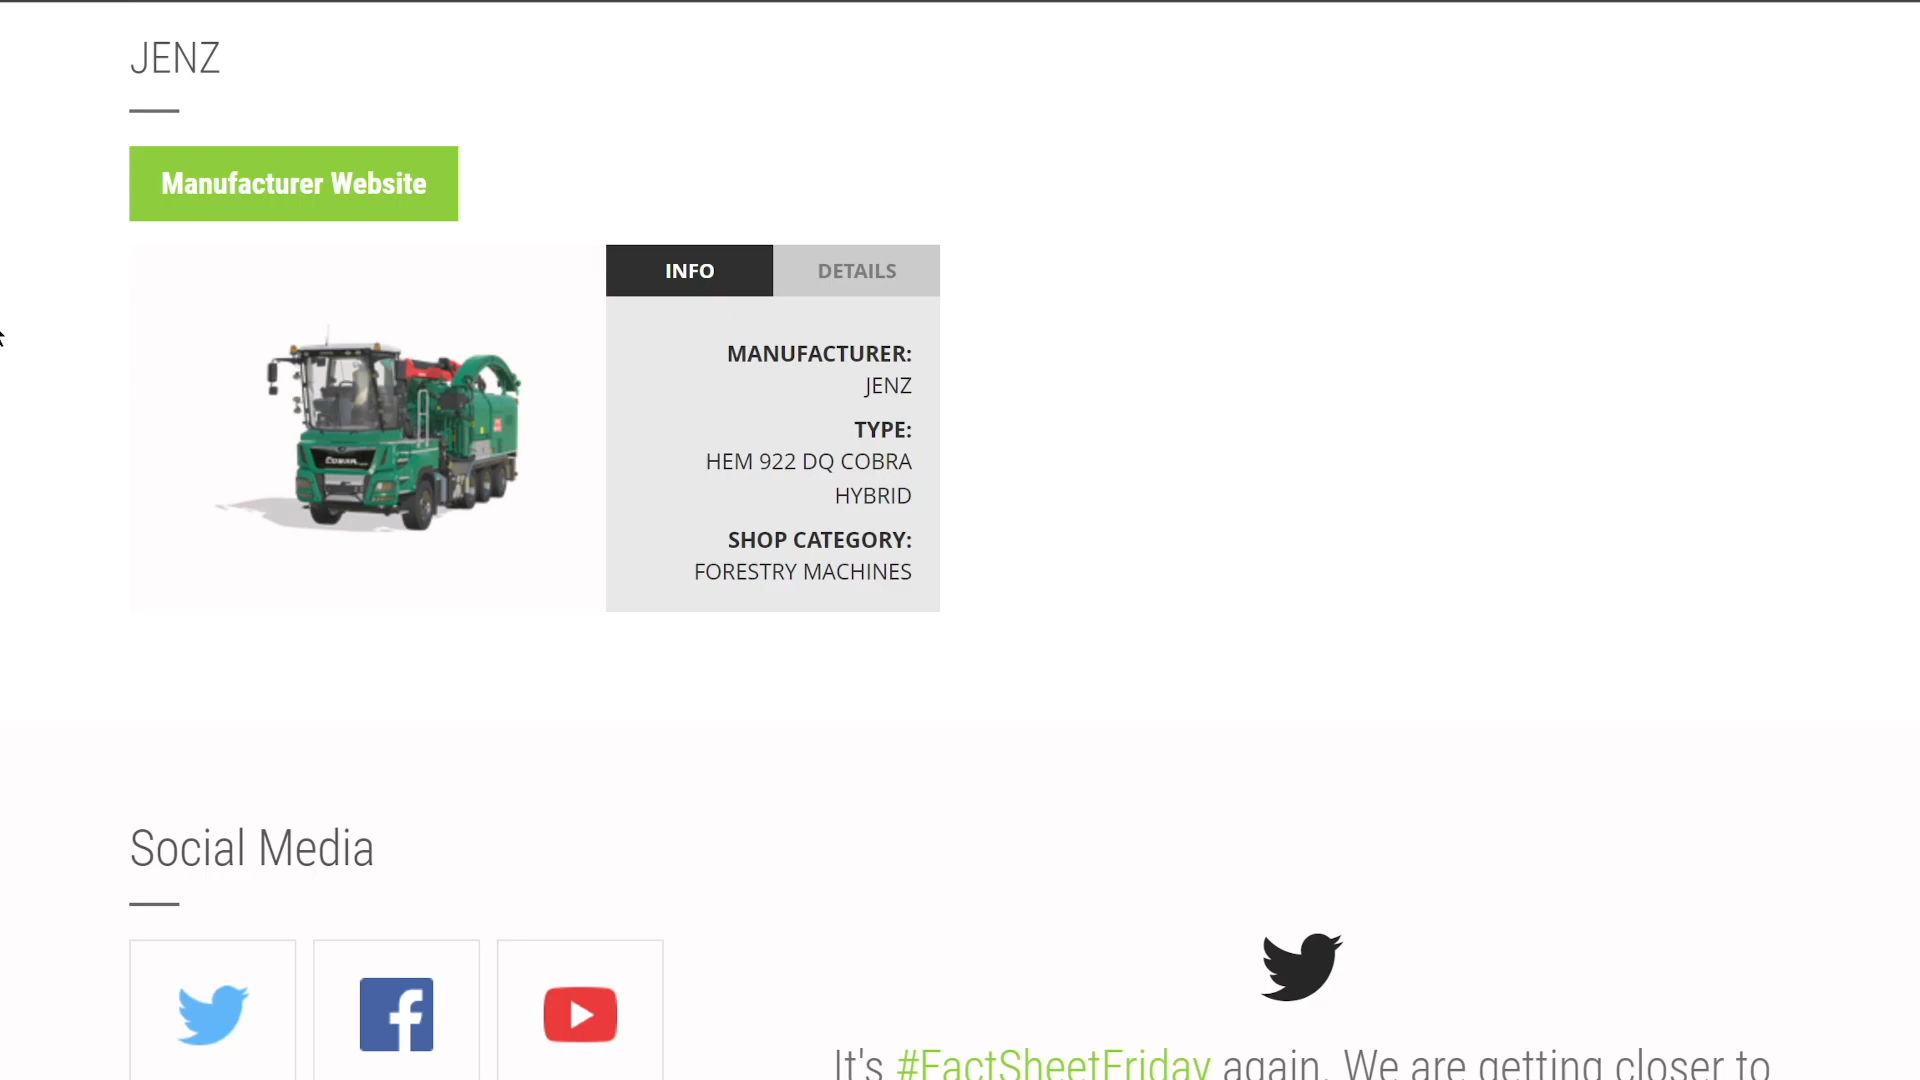 JENZ
Manufacturer Website
INFO
DETAILS
MANUFACTURER:
JENZ
TYPE:
HEM 922 DQ COBRA
HYBRID
SHOP CATEGORY:
FORESTRY MACHINES
Social Media
It's #FactSheetFriday again. We are getting closer to